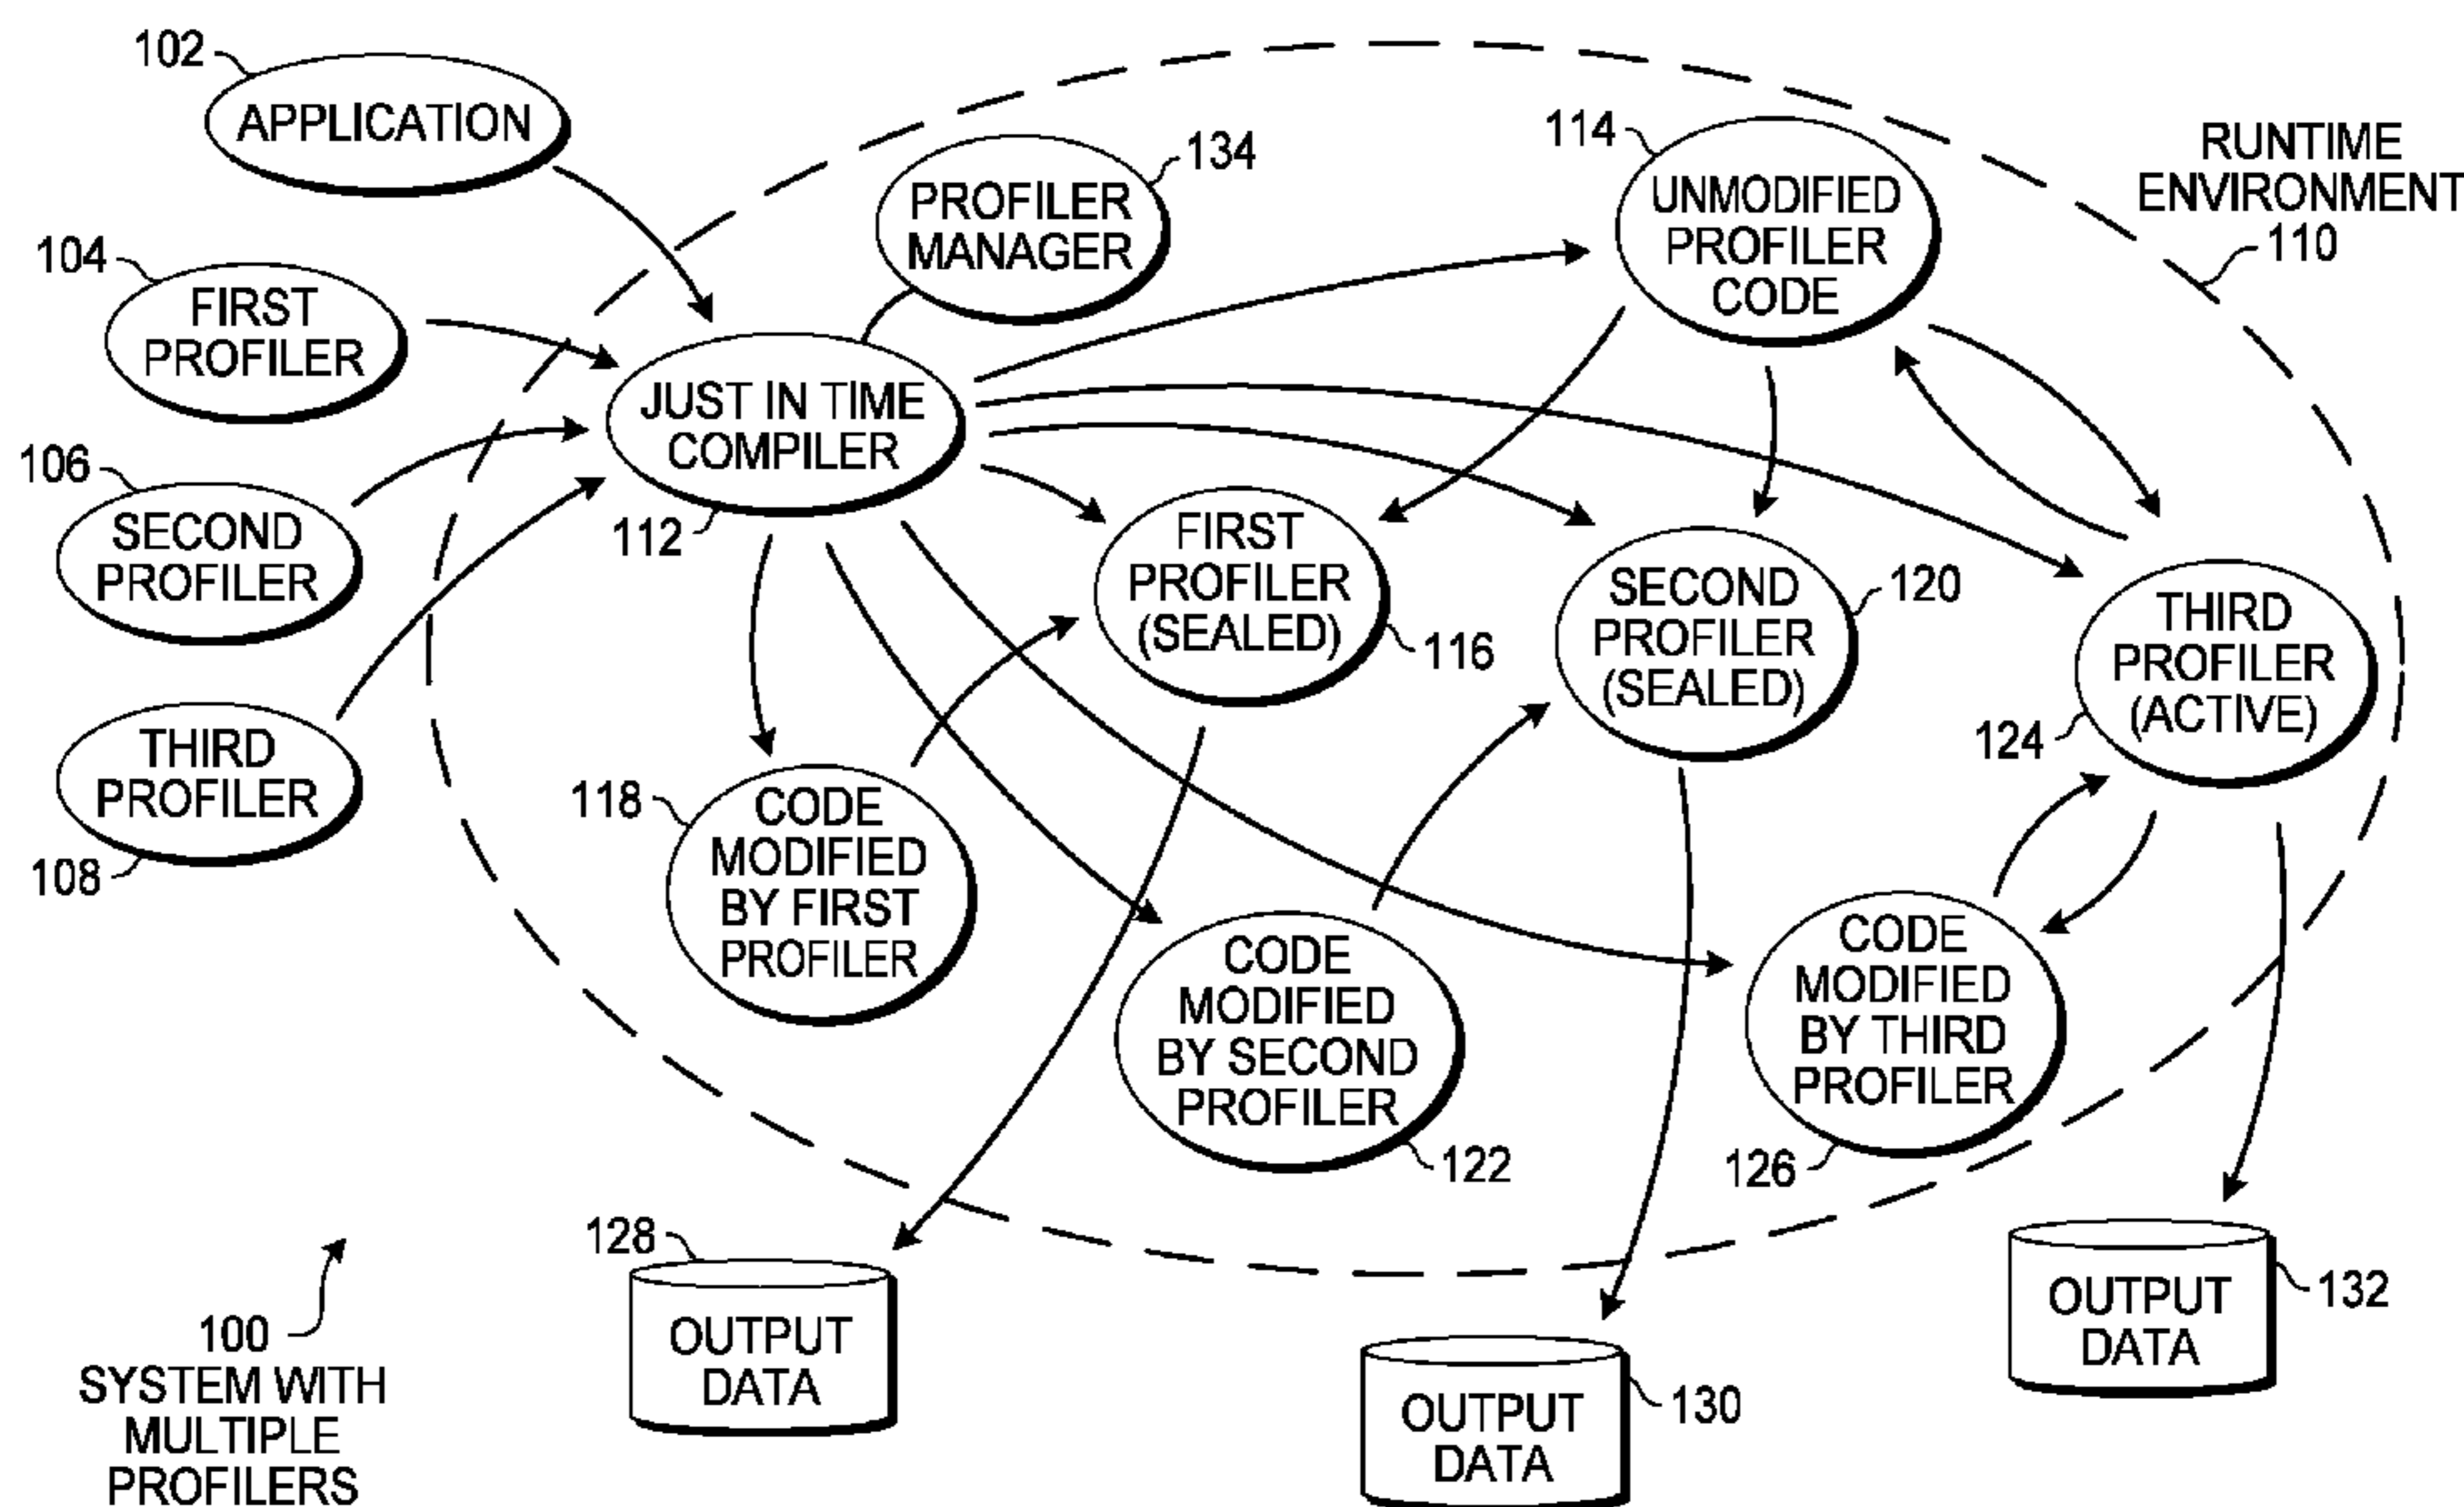 102
APPLICATION
104
FIRST
PROFILER
106
SECOND
PROFILER
THIRD
PROFILER
108
134
PROFILER
MANAGER
114
UNMODIFIED
PROFILER
CODE
RUNTIME
ENVIRONMENT
110
JUST IN TIME
COMPILER
112
FIRST
PROFILER
(SEALED)
116
SECOND
PROFILER
(SEALED)
120
THIRD
PROFILER
(ACTIVE)
124
118
CODE
MODIFIED
BY FIRST
PROFILER
CODE
MODIFIED
BY SECOND
PROFILER
122
CODE
MODIFIED
BY THIRD
PROFILER
126
128
OUTPUT
DATA
OUTPUT
DATA
130
OUTPUT
DATA
132
100
SYSTEM WITH
MULTIPLE
PROFILERS